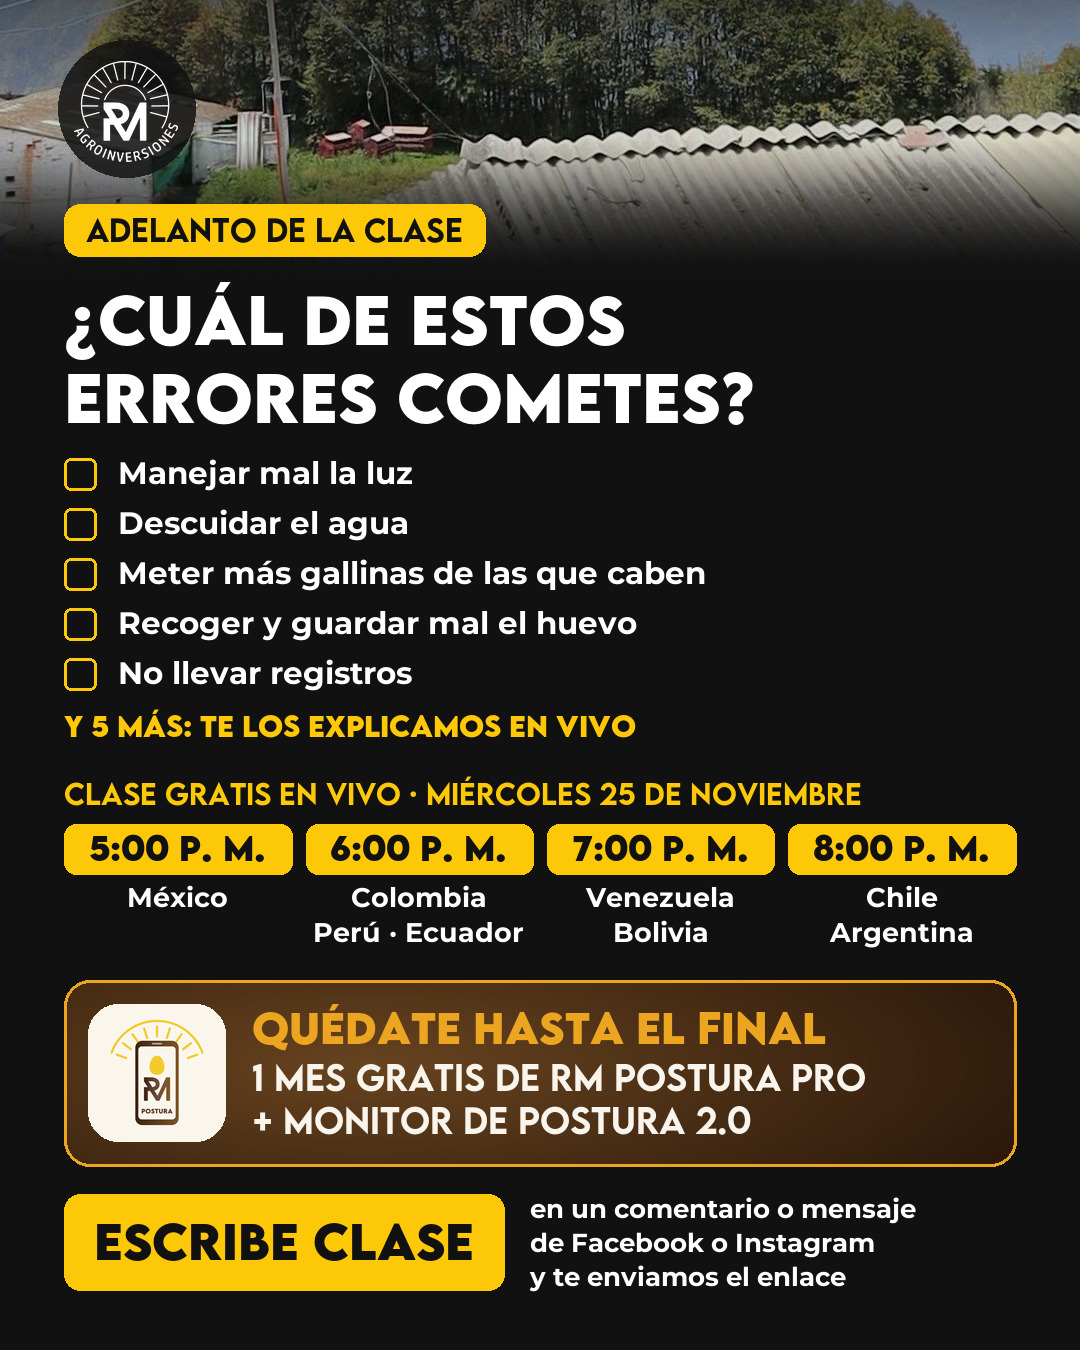 RM
AGROINVERSIONES
ADELANTO DE LA CLASE
¿CUÁL DE ESTOS
ERRORES COMETES?
Manejar mal la luz
Descuidar el agua
Meter más gallinas de las que caben
Recoger y guardar mal el huevo
No llevar registros
Y 5 MÁS: TE LOS EXPLICAMOS EN VIVO
CLASE GRATIS EN VIVO · MIÉRCOLES 25 DE NOVIEMBRE
5:00 P. M.
México
6:00 P. M.
Colombia
Perú · Ecuador
7:00 P. M.
Venezuela
Bolivia
8:00 P. M.
Chile
Argentina
RM
POSTURA
QUÉDATE HASTA EL FINAL
1 MES GRATIS DE RM POSTURA PRO
+ MONITOR DE POSTURA 2.0
ESCRIBE CLASE
en un comentario o mensaje
de Facebook o Instagram
y te enviamos el enlace